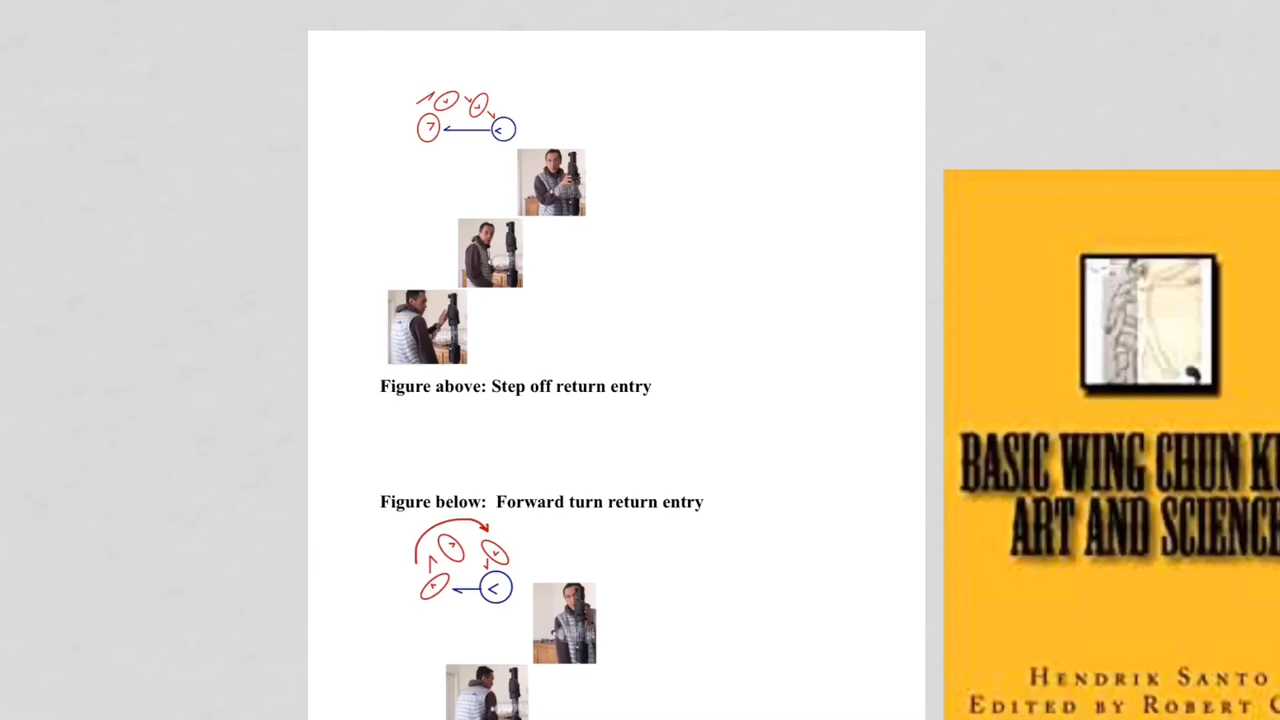 Figure above: Step off return entry
Figure below: Forward turn return entry
BASIC WING CHUN
ART AND SCIENCE
HENDRIK SANTO
EDITED BY ROBERT